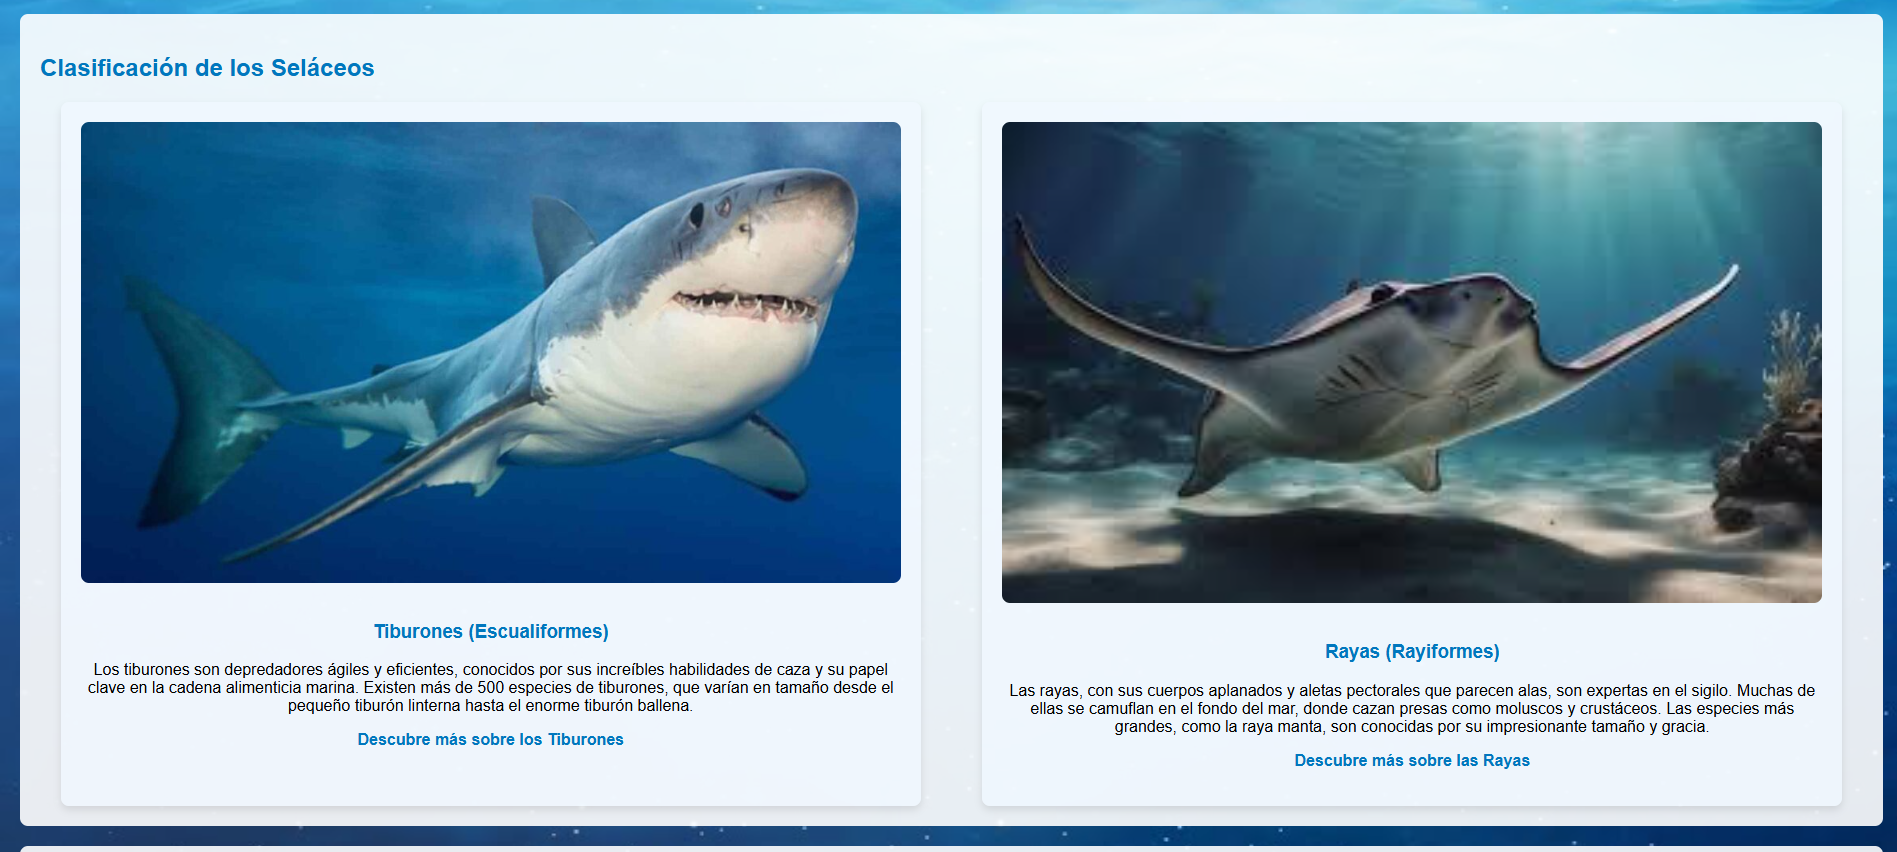 Clasificación de los Seláceos
Tiburones (Escualiformes)
Los tiburones son depredadores ágiles y eficientes, conocidos por sus increíbles habilidades de caza y su papel
clave en la cadena alimenticia marina. Existen más de 500 especies de tiburones, que varían en tamaño desde el
pequeño tiburón linterna hasta el enorme tiburón ballena.
Descubre más sobre los Tiburones
Rayas (Rayiformes)
Las rayas, con sus cuerpos aplanados y aletas pectorales que parecen alas, son expertas en el sigilo. Muchas de
ellas se camuflan en el fondo del mar, donde cazan presas como moluscos y crustáceos. Las especies más
grandes, como la raya manta, son conocidas por su impresionante tamaño y gracia.
Descubre más sobre las Rayas